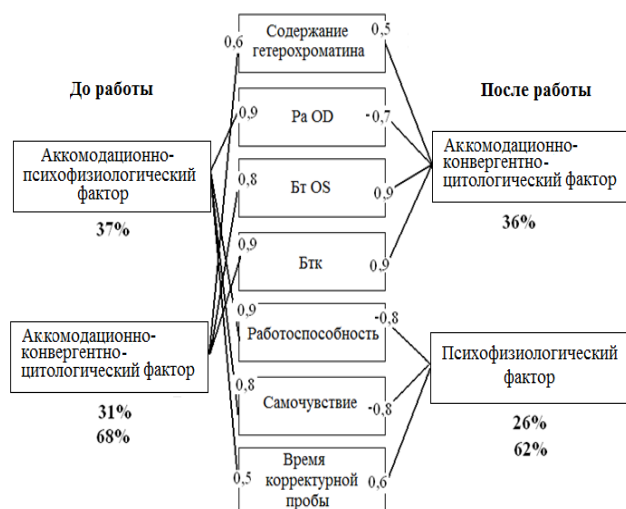 Содержание
гетерохроматина
0,6
0,5
До работы
После работы
0,9
Ра OD
-0,7
Аккомодационно-
психофизиологический
фактор
37%
Аккомодационно-
конвергентно-
цитологический фактор
36%
0,8
Бт OS
0,9
0,9
Бтк
0,9
0,9
Работоспособность
-0,8
Аккомодационно-
конвергентно-
цитологический фактор
31%
68%
Психофизиологический
фактор
26%
62%
0,8
Самочувствие
-0,8
0,5
Время
корректурной
пробы
0,6